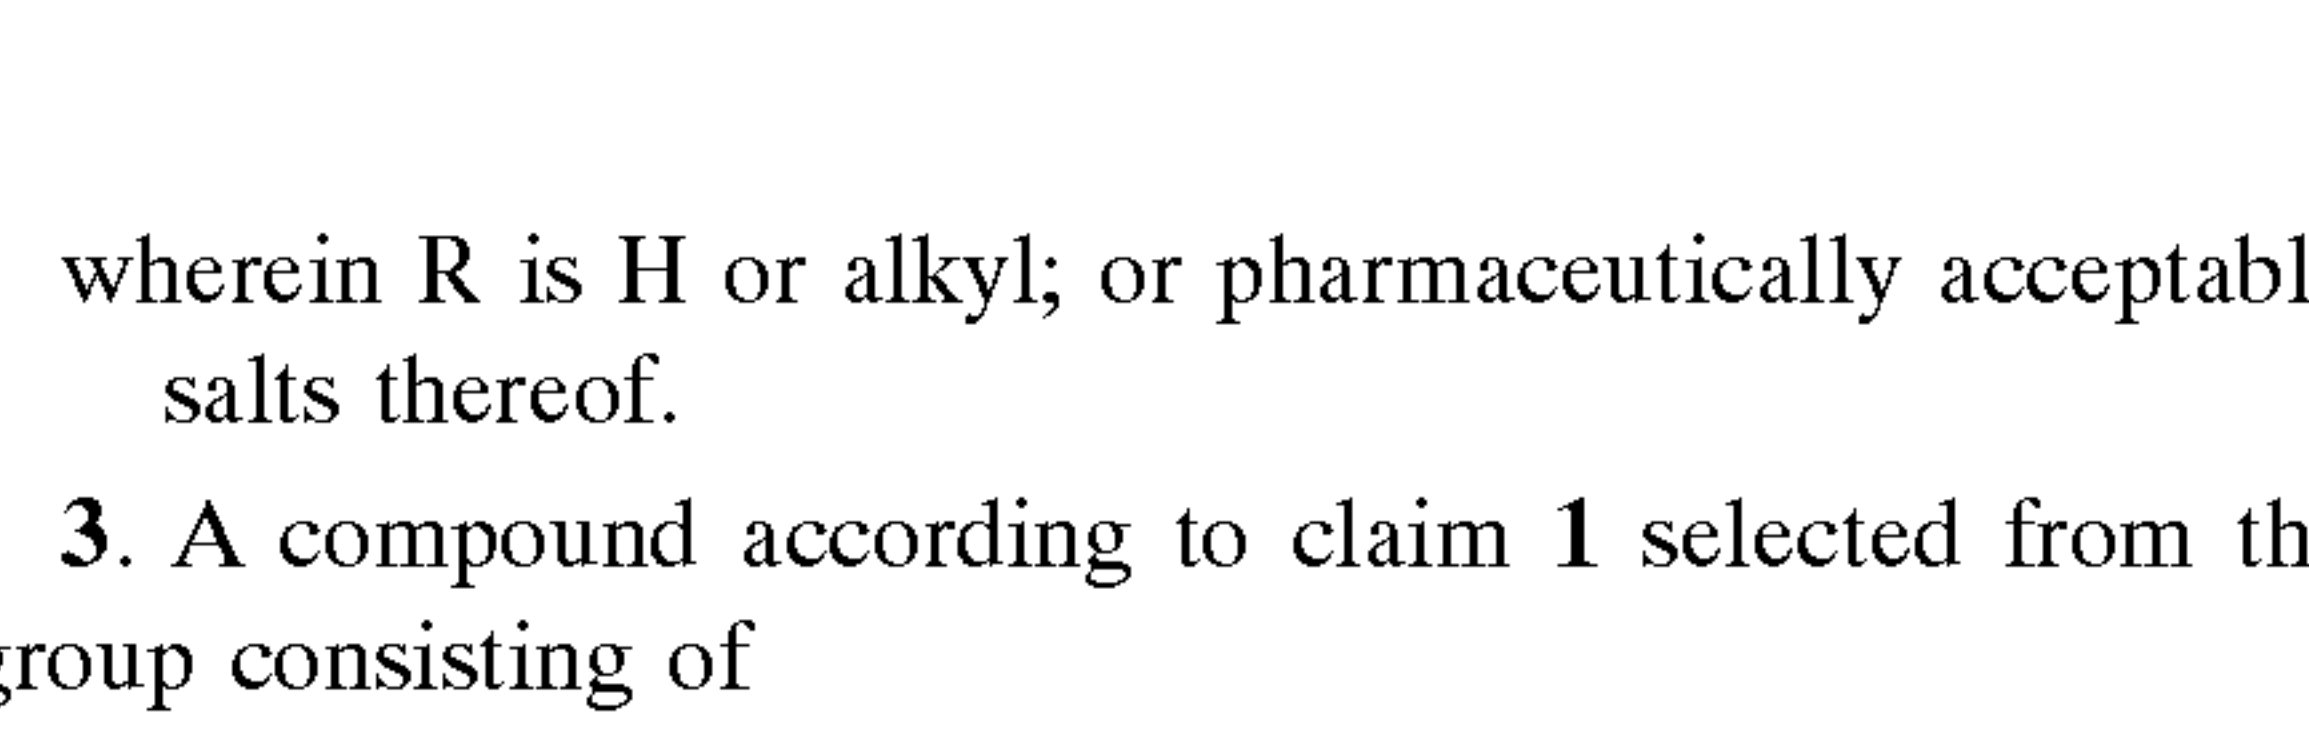 wherein R is H or alkyl; or pharmaceutically acceptabl
salts thereof.
3. A compound according to claim 1 selected from th
group consisting of